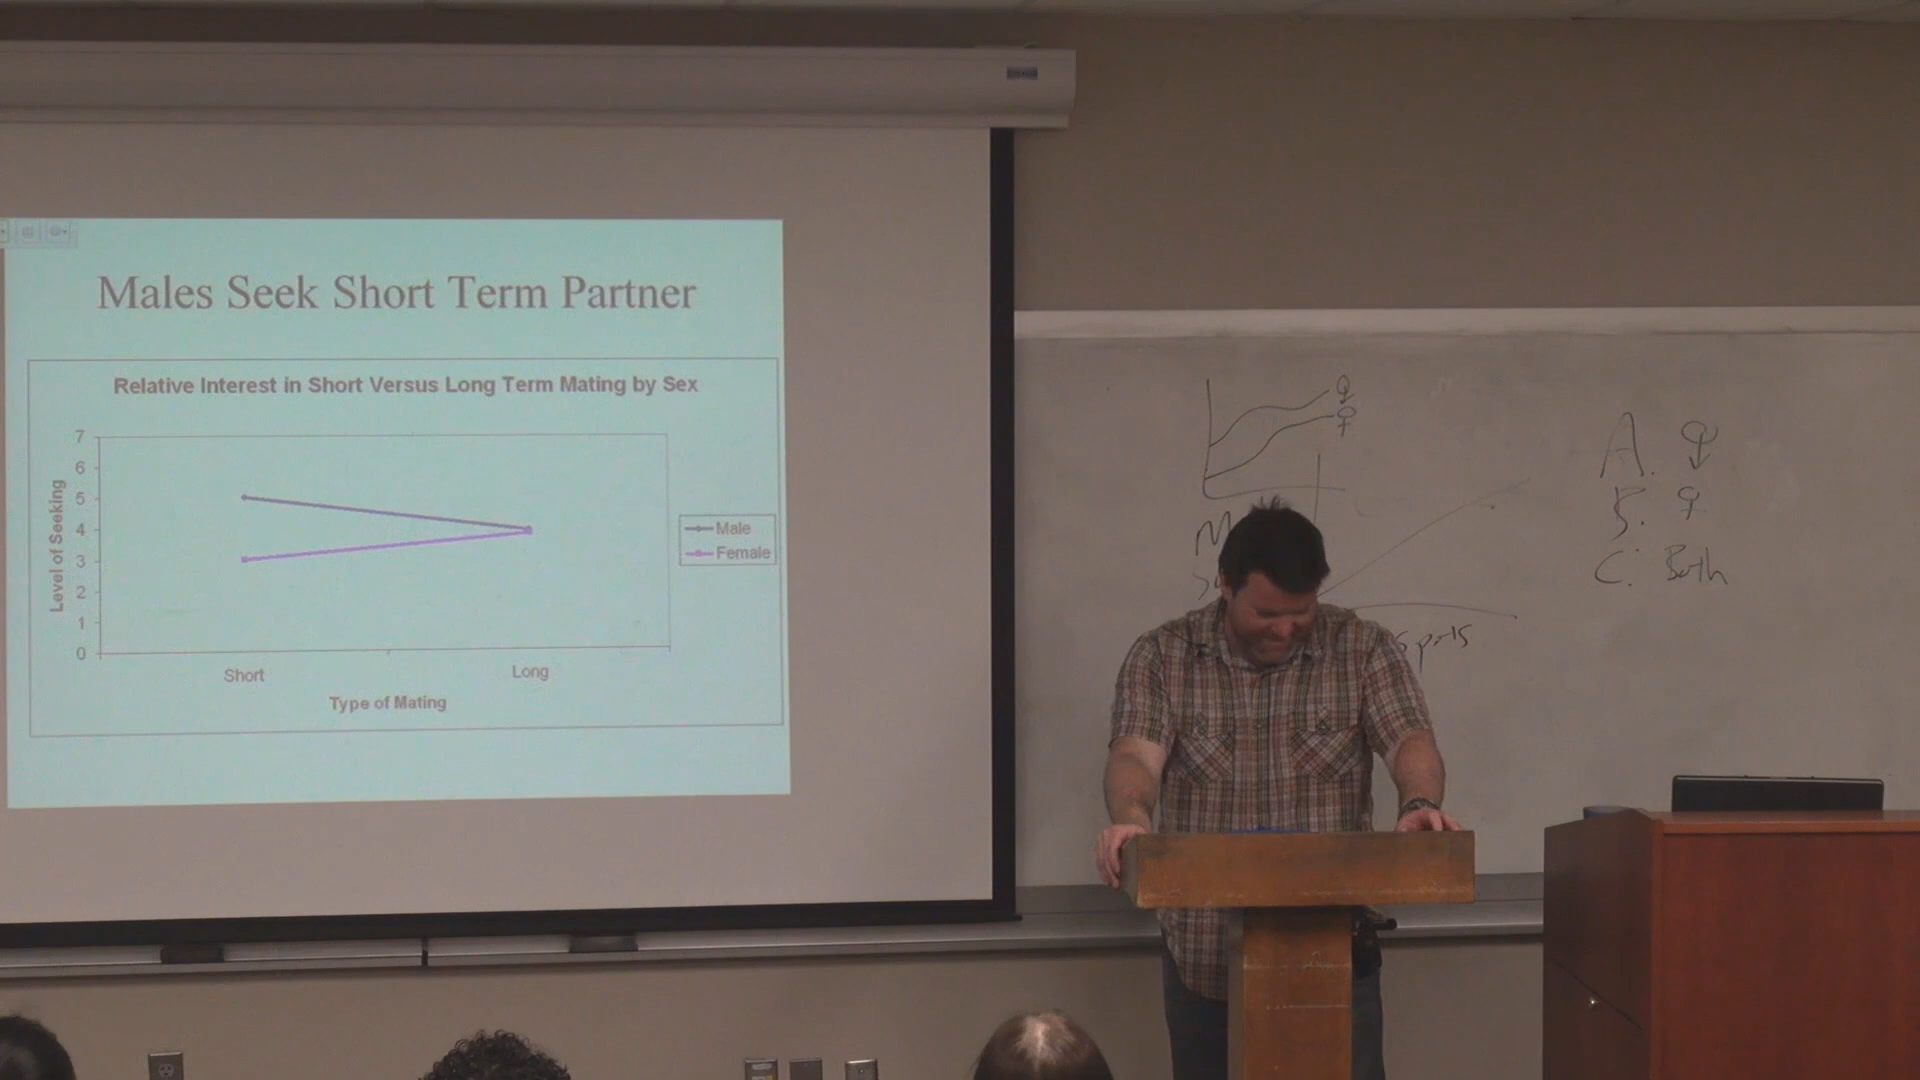 Males Seek Short Term Partner
Relative Interest in Short Versus Long Term Mating by Sex
7
6
5
4
3
2
1
0
Level of Seeking
Short
Long
Type of Mating
Male
Female
♀
A.
B. ♀
C. Both
Sports